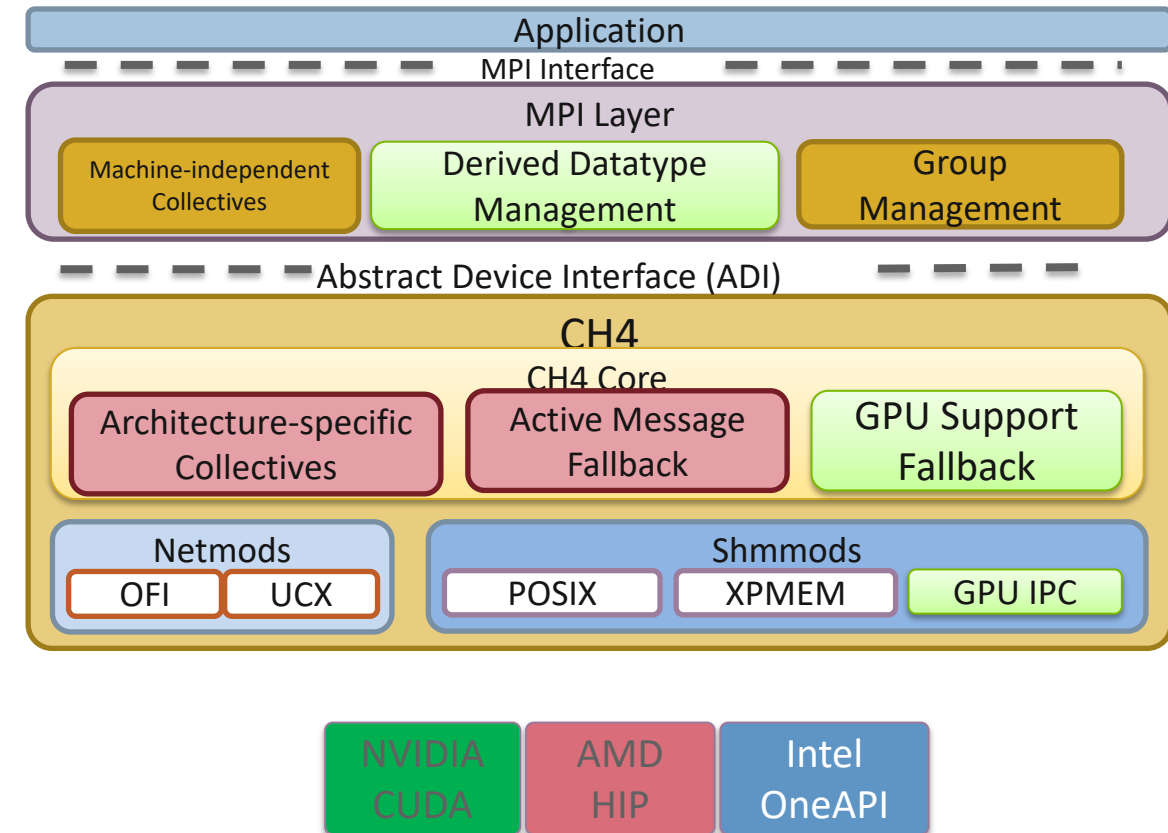 Application
MPI Interface
MPI Layer
Machine-independent
Collectives
Derived Datatype
Management
Group
Management
Abstract Device Interface (ADI)
CH4
CH4 Core
Architecture-specific
Collectives
Active Message
Fallback
GPU Support
Fallback
Netmods
OFI
UCX
Shmmods
POSIX
XPMEM
GPU IPC
NVIDIA
CUDA
AMD
HIP
Intel
OneAPI